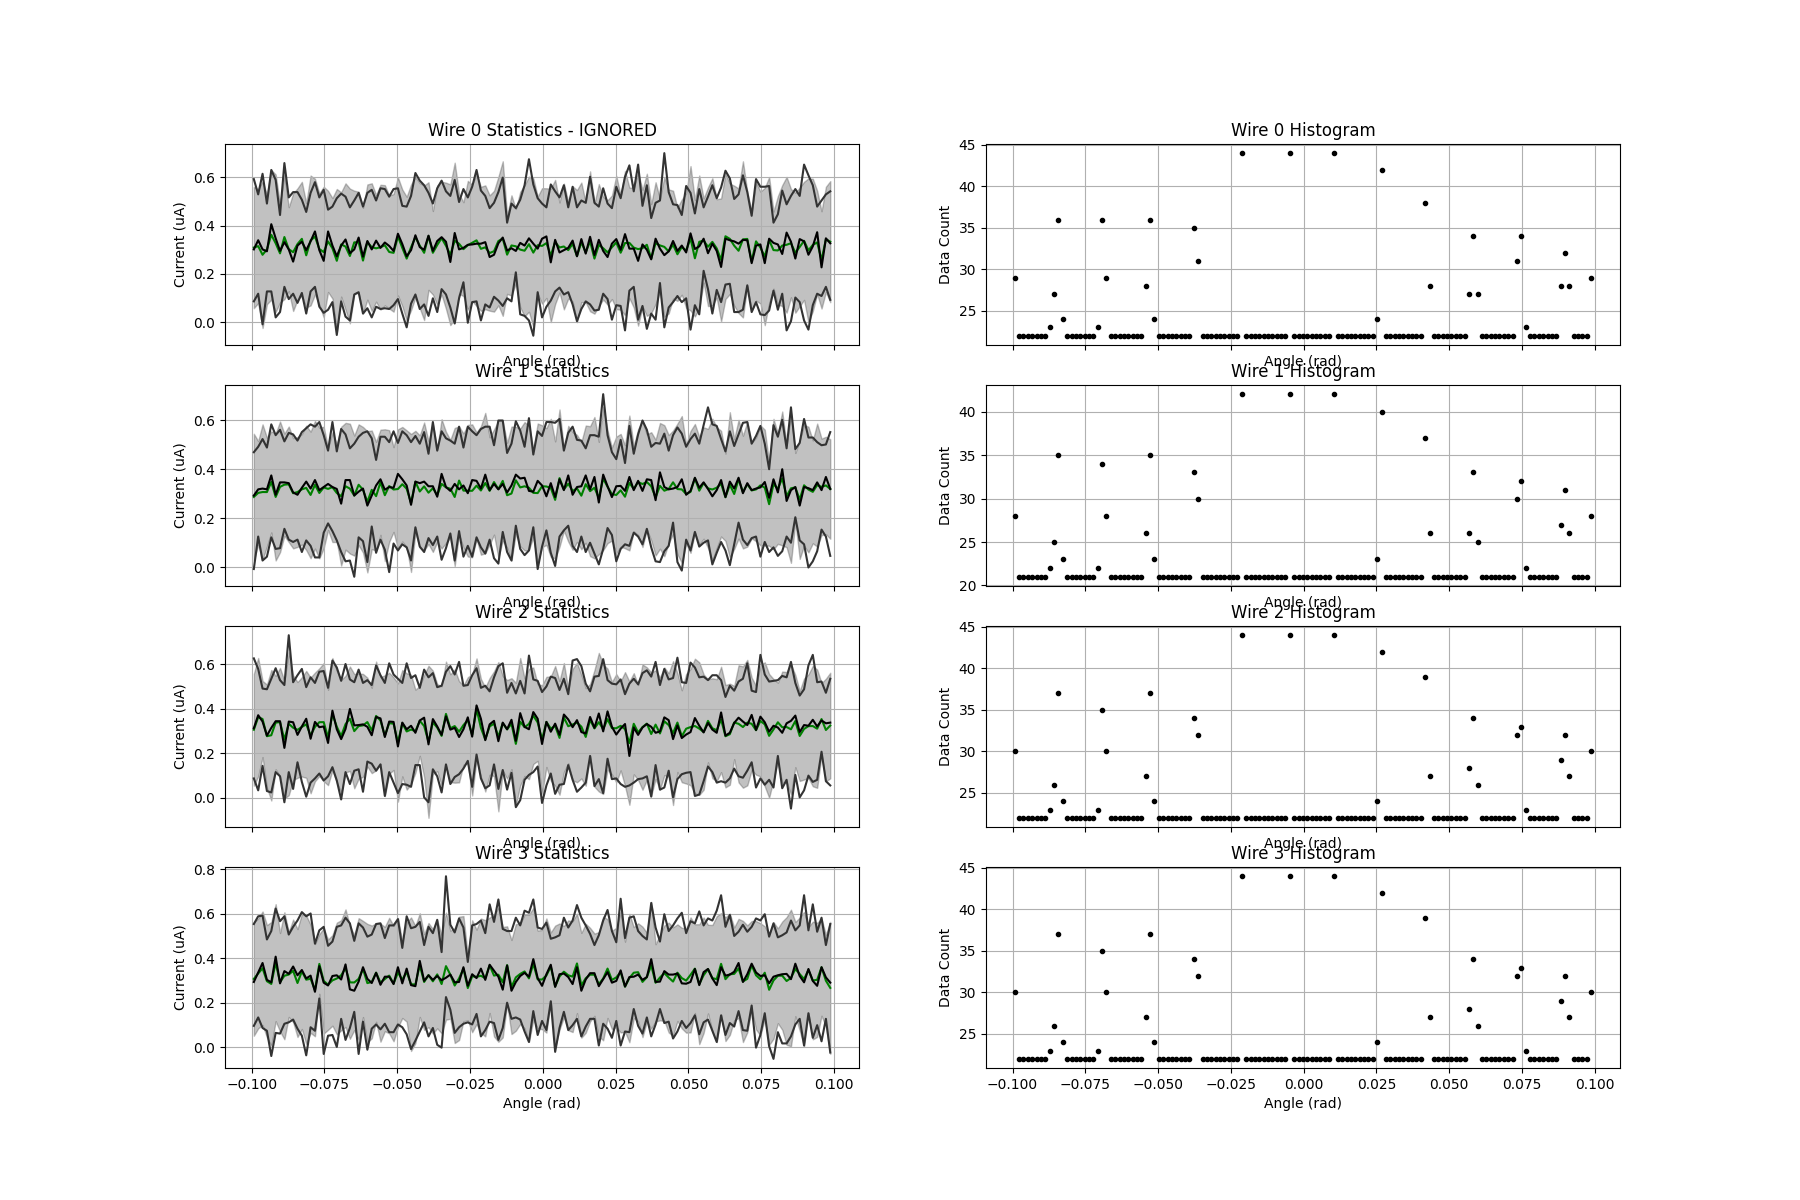 Wire 0 Statistics - IGNORED
Current (uA)
0.6
0.4
0.2
0.0
Angle (rad)
Wire 0 Histogram
Data Count
45
40
35
30
25
Angle (rad)
Wire 1 Statistics
Current (uA)
0.6
0.4
0.2
0.0
Angle (rad)
Wire 1 Histogram
Data Count
40
35
30
25
20
Angle (rad)
Wire 2 Statistics
Current (uA)
0.6
0.4
0.2
0.0
Angle (rad)
Wire 2 Histogram
Data Count
45
40
35
30
25
Angle (rad)
Wire 3 Statistics
Current (uA)
0.8
0.6
0.4
0.2
0.0
−0.100 −0.075 −0.050 −0.025 0.000 0.025 0.050 0.075 0.100
Angle (rad)
Wire 3 Histogram
Data Count
45
40
35
30
25
−0.100 −0.075 −0.050 −0.025 0.000 0.025 0.050 0.075 0.100
Angle (rad)